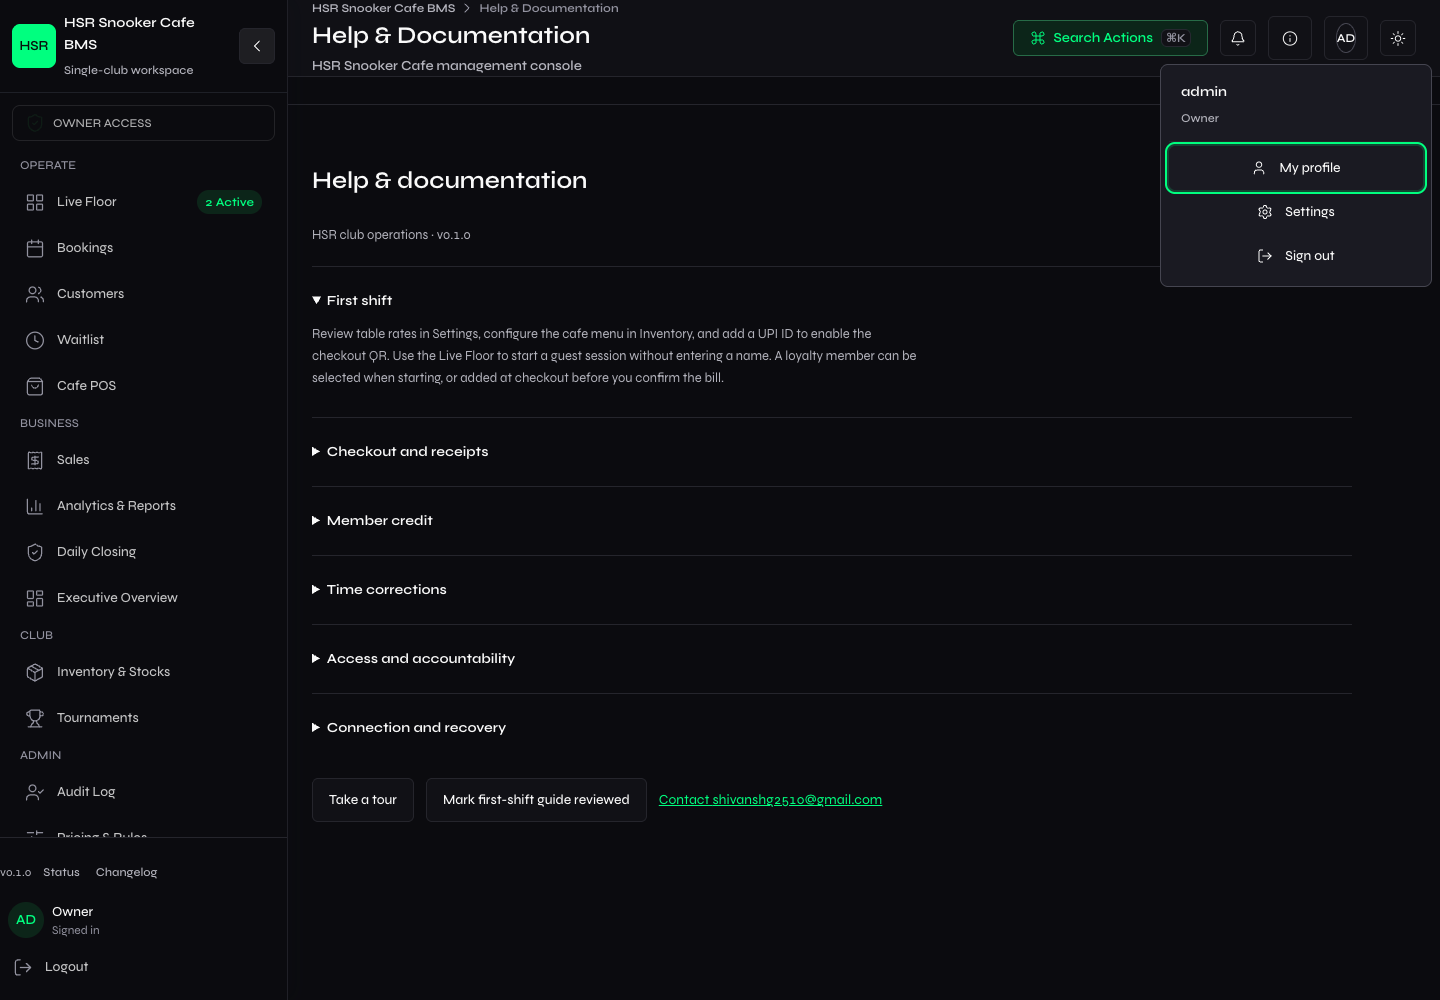 HSR
HSR Snooker Cafe
BMS
Single-club workspace
OWNER ACCESS
OPERATE
Live Floor
2 Active
Bookings
Customers
Waitlist
Cafe POS
BUSINESS
Sales
Analytics & Reports
Daily Closing
Executive Overview
CLUB
Inventory & Stocks
Tournaments
ADMIN
Audit Log
Pricing & Rules
v0.1.0 Status Changelog
AD
Owner
Signed in
Logout
HSR Snooker Cafe BMS > Help & Documentation
Help & Documentation
HSR Snooker Cafe management console
Search Actions ⌘K
AD
admin
Owner
My profile
Settings
Sign out
Help & documentation
HSR club operations · v0.1.0
First shift
Review table rates in Settings, configure the cafe menu in Inventory, and add a UPI ID to enable the
checkout QR. Use the Live Floor to start a guest session without entering a name. A loyalty member can be
selected when starting, or added at checkout before you confirm the bill.
Checkout and receipts
Member credit
Time corrections
Access and accountability
Connection and recovery
Take a tour
Mark first-shift guide reviewed
Contact shivanshg2510@gmail.com